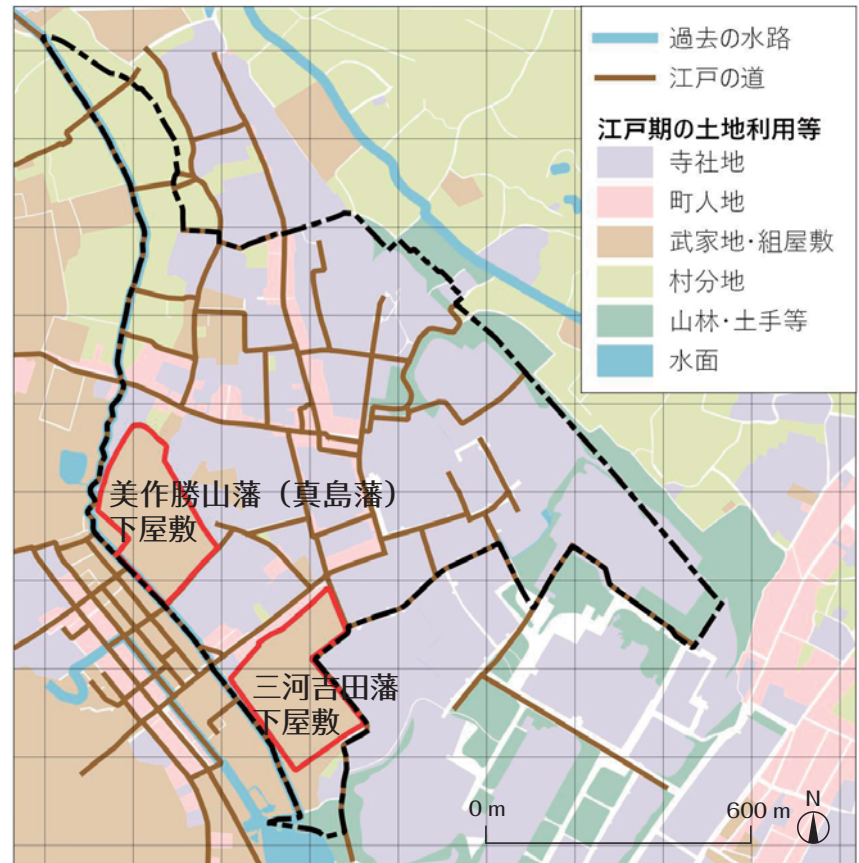 過去の水路
江戸の道
江戸期の土地利用等
寺社地
町人地
武家地・組屋敷
村分地
山林・土手等
水面
美作勝山藩（真島藩）
下屋敷
三河吉田藩
下屋敷
0 m
600 m
N